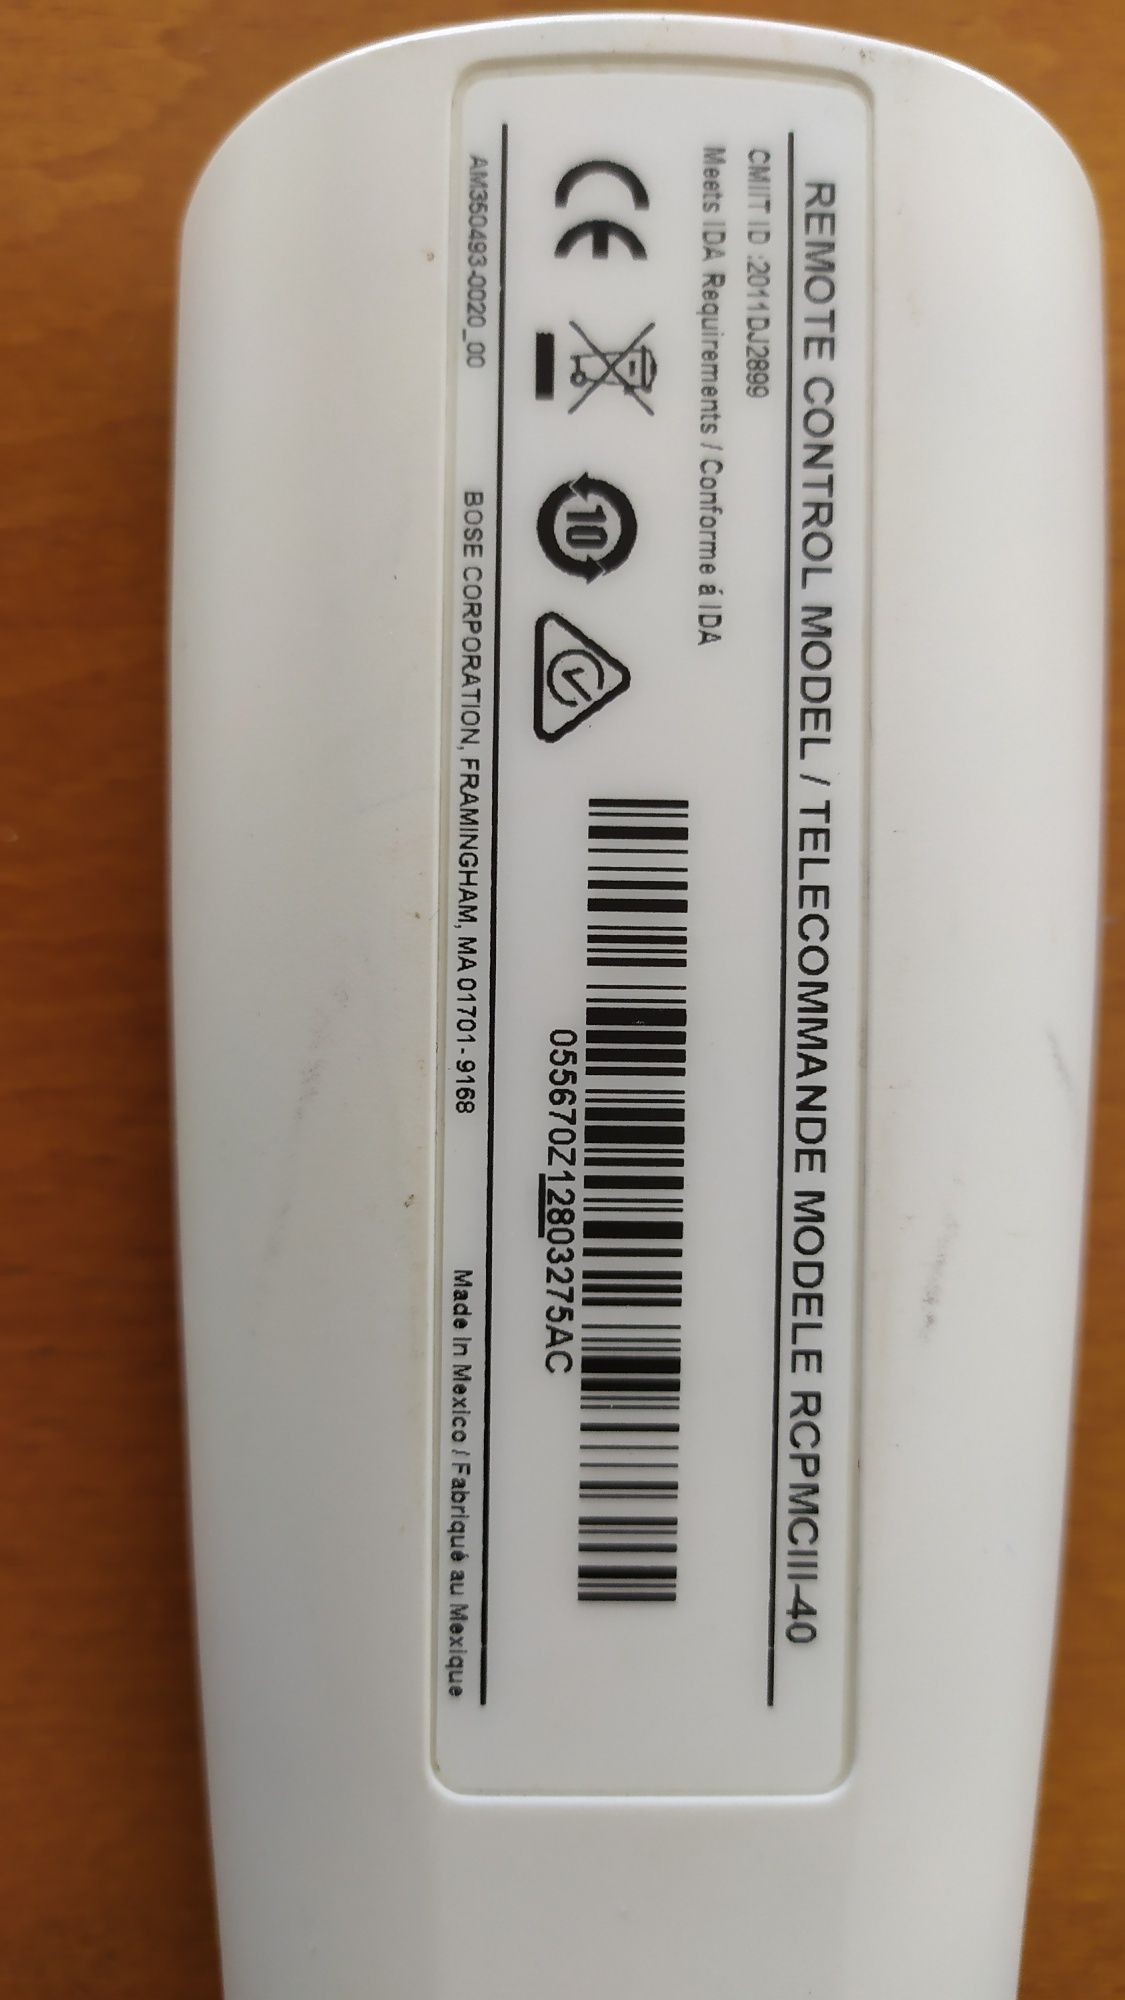 REMOTE CONTROL MODEL / TELECOMMANDE MODELE RCPMCIII-40
CMIIT ID :2011DJ2899
Meets IDA Requirements / Conforme á IDA
CE
10
055670Z12803275AC
AM350493-0020_00 BOSE CORPORATION, FRAMINGHAM, MA 01701-9168 Made In Mexico / Fabriqué au Mexique